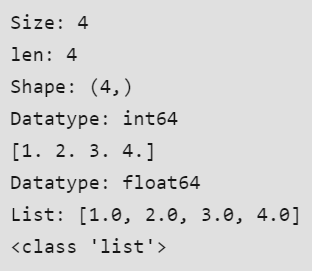 Size: 4
len: 4
Shape: (4,)
Datatype: int64
[1. 2. 3. 4.]
Datatype: float64
List: [1.0, 2.0, 3.0, 4.0]
<class 'list'>